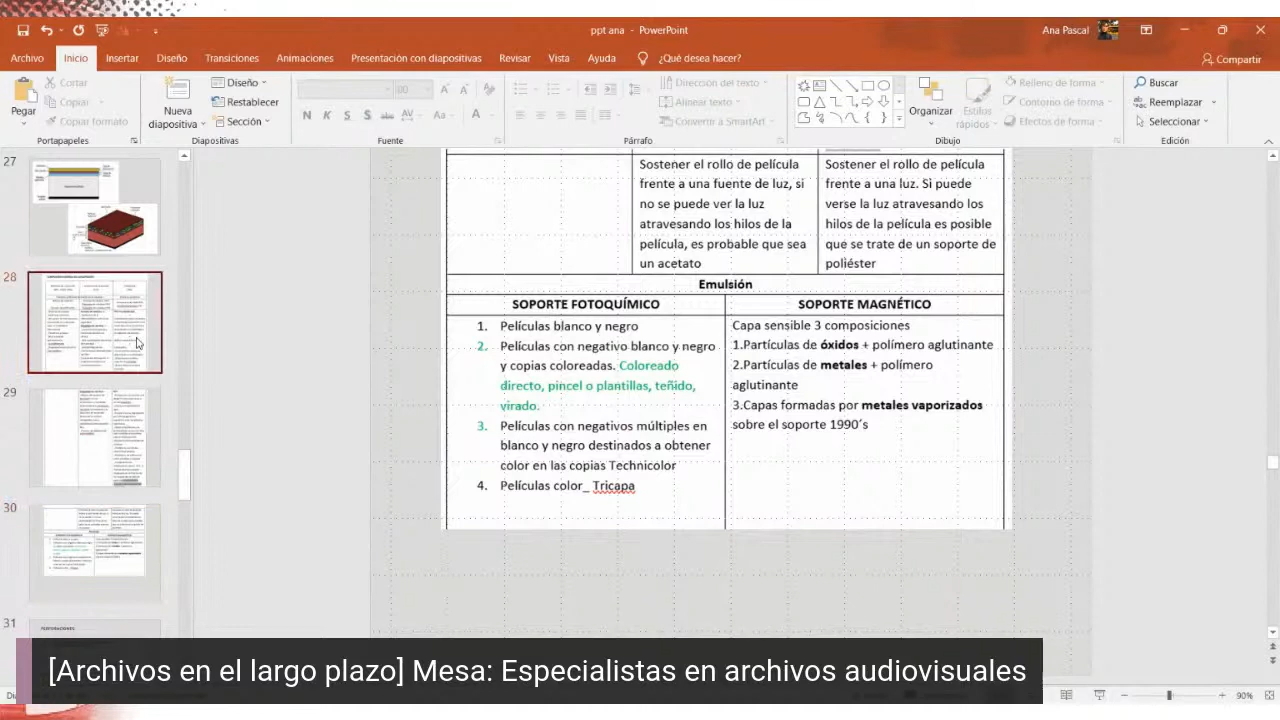 ppt ana - PowerPoint
Ana Pascal
Archivo Inicio Insertar Diseño Transiciones Animaciones Presentación con diapositivas Revisar Vista Ayuda ¿Qué desea hacer? Compartir
Pegar
Cortar
Copiar
Copiar formato
Portapapeles
Nueva diapositiva
Diseño
Restablecer
Sección
Diapositivas
N K S S
Fuente
Dirección del texto
Alinear texto
Convertir a SmartArt
Párrafo
Organizar
Estilos rápidos
Relleno de forma
Contorno de forma
Efectos de forma
Dibujo
Buscar
Reemplazar
Seleccionar
Edición
27
28
29
30
31
Sostener el rollo de película
frente a una fuente de luz, si
no se puede ver la luz
atravesando los hilos de la
película, es probable que sea
un acetato
Sostener el rollo de película
frente a una luz. Si puede
verse la luz atravesando los
hilos de la película es posible
que se trate de un soporte de
poliéster
Emulsión
SOPORTE FOTOQUÍMICO
1. Películas blanco y negro
2. Películas con negativo blanco y negro
y copias coloreadas. Coloreado
directo, pincel o plantillas, teñido,
virado.
3. Películas con negativos múltiples en
blanco y negro destinados a obtener
color en las copias Technicolor
4. Películas color_ Tricapa
SOPORTE MAGNÉTICO
Capa sensible 3 composiciones
1.Partículas de óxidos + polímero aglutinante
2.Partículas de metales + polímero
aglutinante
3.Capas formadas por metales vaporizados
sobre el soporte 1990's
[Archivos en el largo plazo] Mesa: Especialistas en archivos audiovisuales
90%